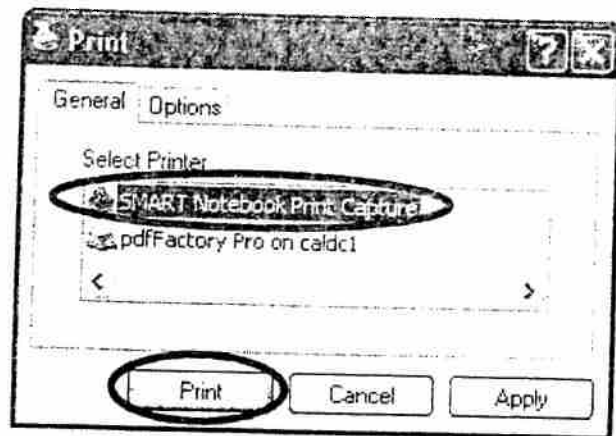 Print
General Options
Select Printer
SMART Notebook Print Capture
pdfFactory Pro on caldc1
Print Cancel Apply